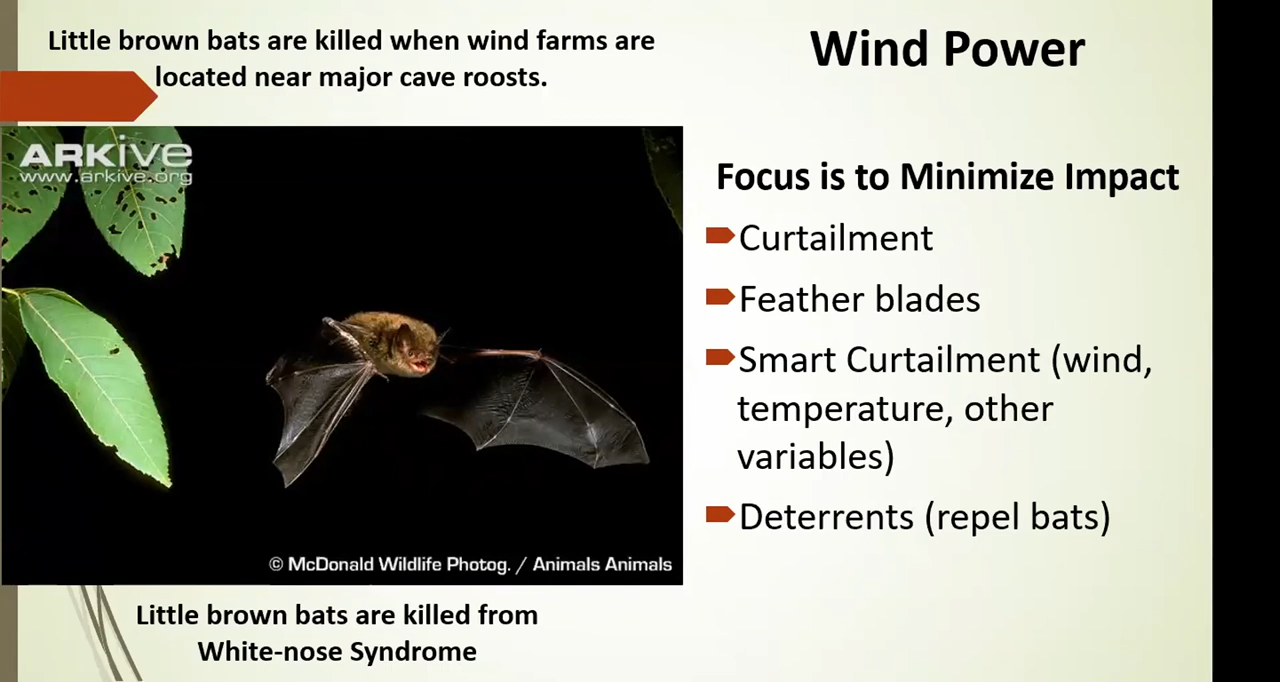 Little brown bats are killed when wind farms are
located near major cave roosts.
Wind Power
ARKive
www.arkive.org
© McDonald Wildlife Photog. / Animals Animals
Focus is to Minimize Impact
Curtailment
Feather blades
Smart Curtailment (wind,
temperature, other
variables)
Deterrents (repel bats)
Little brown bats are killed from
White-nose Syndrome